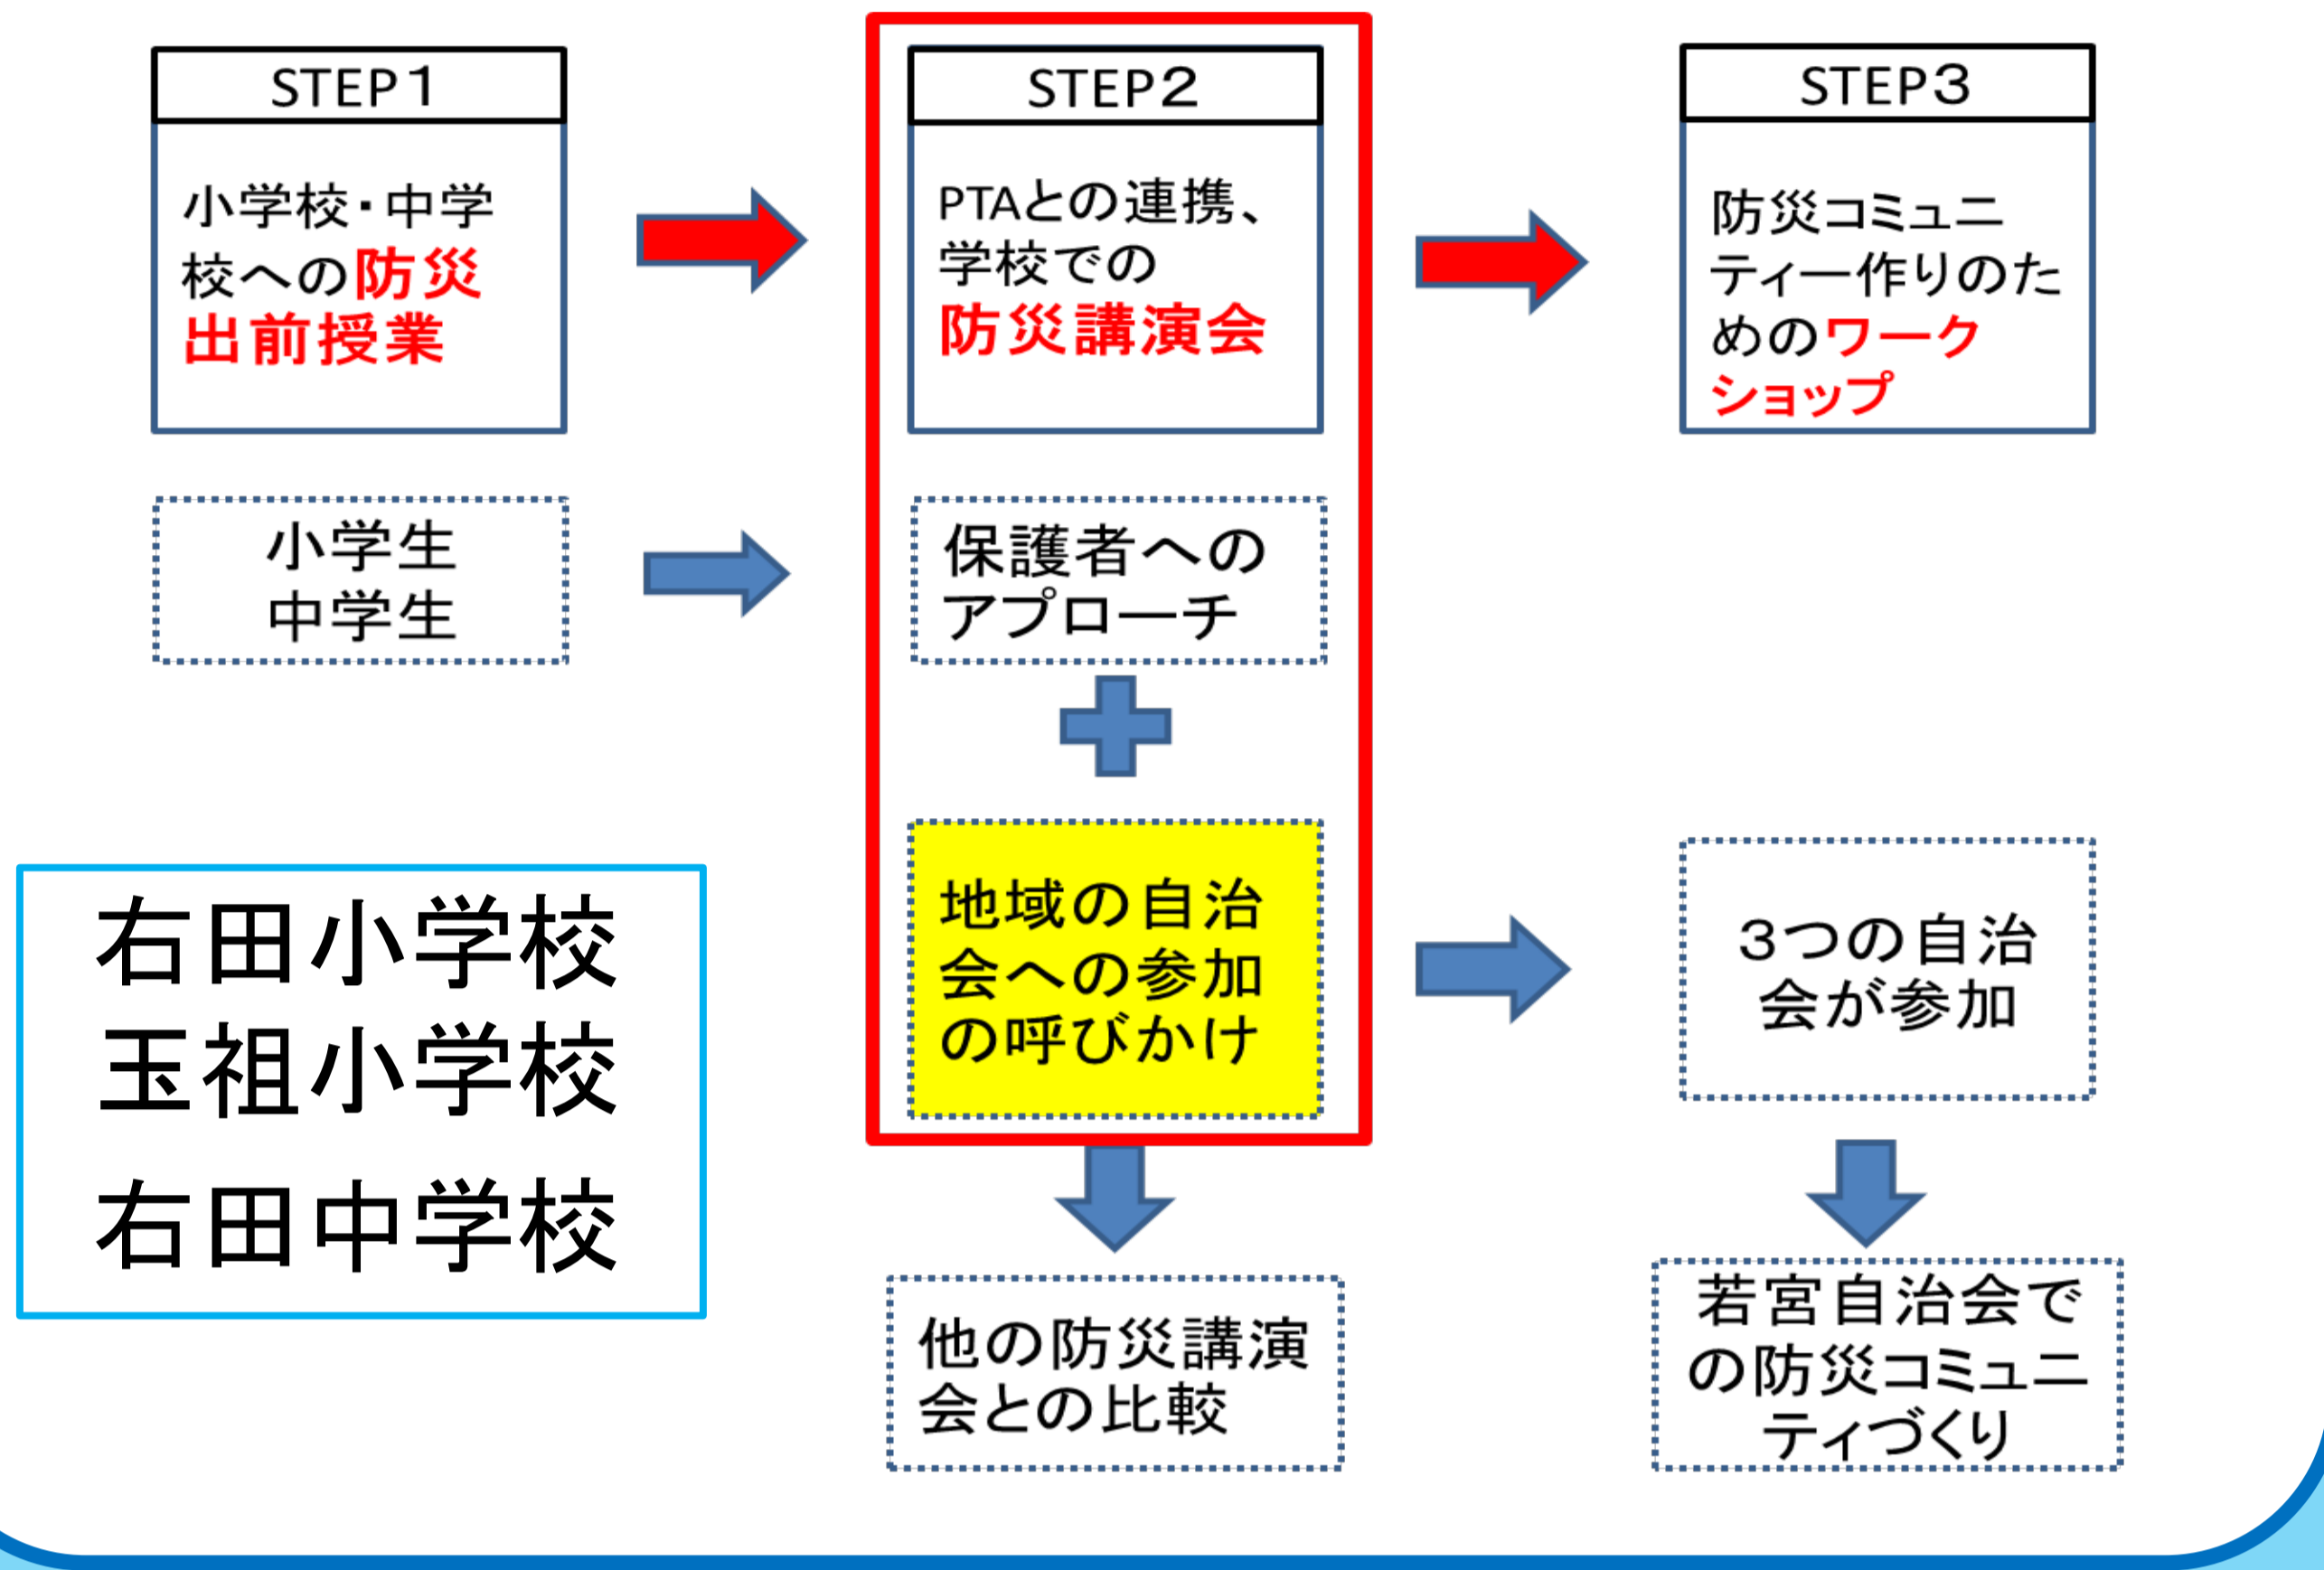 STEP1
小学校・中学
校への防災
出前授業
小学生
中学生
右田小学校
玉祖小学校
右田中学校
STEP2
PTAとの連携、
学校での
防災講演会
保護者への
アプローチ
地域の自治
会への参加
の呼びかけ
他の防災講演
会との比較
STEP3
防災コミュニ
ティー作りのた
めのワーク
ショップ
3つの自治
会が参加
若宮自治会で
の防災コミュニ
ティづくり